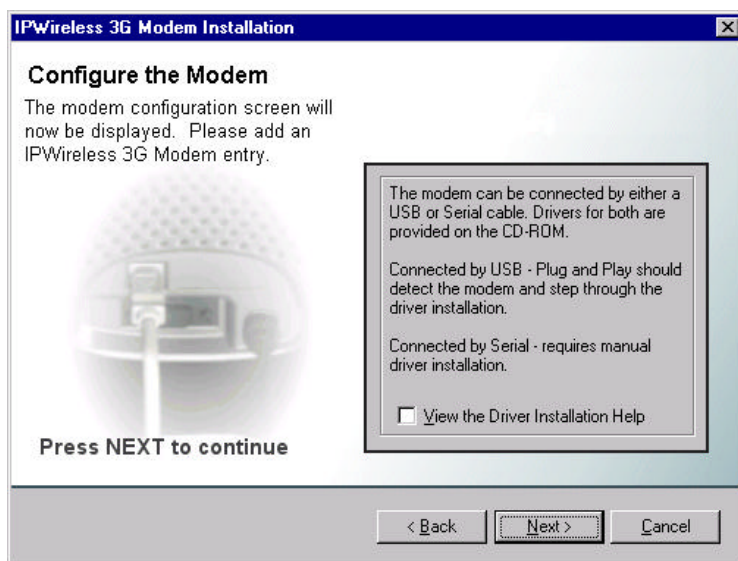 IPWireless 3G Modem Installation
Configure the Modem
The modem configuration screen will
now be displayed. Please add an
IPWireless 3G Modem entry.
The modem can be connected by either a
USB or Serial cable. Drivers for both are
provided on the CD-ROM.
Connected by USB - Plug and Play should
detect the modem and step through the
driver installation.
Connected by Serial - requires manual
driver installation.
View the Driver Installation Help
Press NEXT to continue
< Back
Next >
Cancel